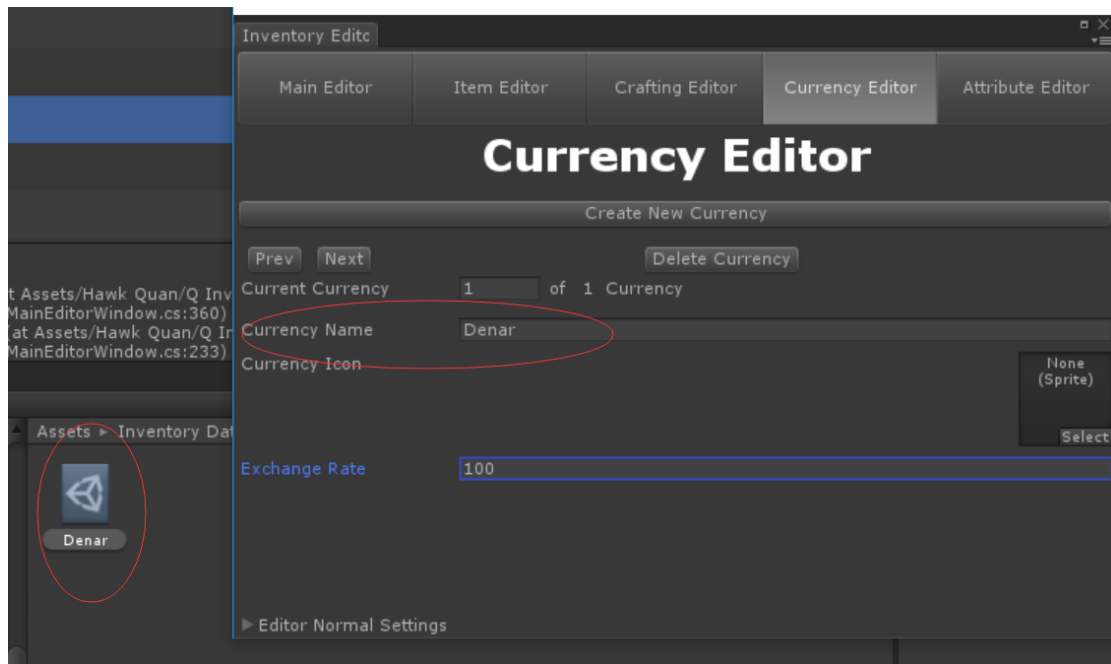 Inventory Editc
Main Editor
Item Editor
Crafting Editor
Currency Editor
Attribute Editor
Currency Editor
Create New Currency
Prev
Next
Delete Currency
Current Currency 1 of 1 Currency
Currency Name Denar
Currency Icon
None
(Sprite)
Select
Exchange Rate 100
Editor Normal Settings
t Assets/Hawk Quan/Q Inv
MainEditorWindow.cs:360)
(at Assets/Hawk Quan/Q In
MainEditorWindow.cs:233)
Assets ▸ Inventory Dat
Denar